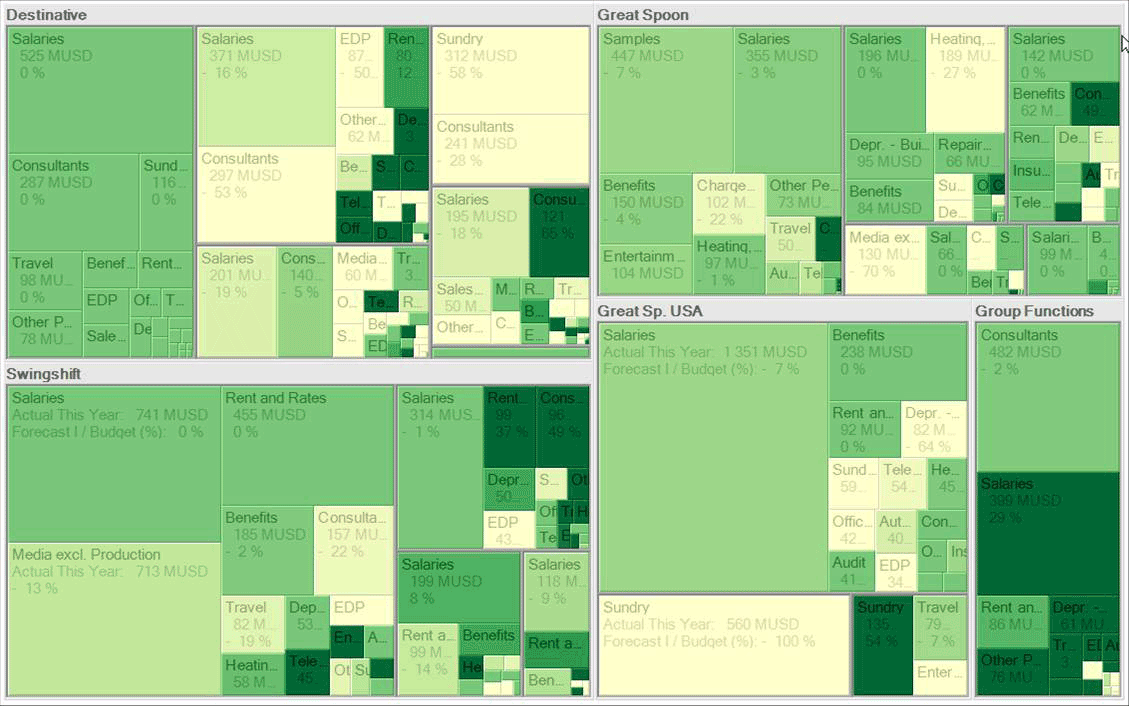 Destinative
Salaries
525 MUSD
0 %
Consultants
287 MUSD
0 %
Sund...
116...
0 %
Travel
98 MU...
0 %
Benef...
Rent...
EDP
Of...
T...
Other P...
78 MU...
Sale...
De...
Salaries
371 MUSD
- 16 %
EDP
87...
- 50...
Ren...
80...
12...
Consultants
297 MUSD
- 53 %
Other...
62 M...
De...
3...
Be...
S...
C...
Tel...
T...
Off...
D...
Salaries
201 MU...
- 19 %
Cons...
140...
- 5 %
Media...
60 M...
Tr...
3...
O...
Te...
R...
S...
Be...
ED
Sundry
312 MUSD
- 58 %
Consultants
241 MUSD
- 28 %
Salaries
195 MUSD
- 18 %
Consu...
121
65 %
Sales...
50 M...
M...
R...
Tr...
B...
Other...
C...
E...
Great Spoon
Samples
447 MUSD
- 7 %
Salaries
355 MUSD
- 3 %
Benefits
150 MUSD
- 4 %
Charge...
102 M...
- 22 %
Other Pe...
73 MU...
Entertainm...
104 MUSD
Heating,...
97 MU...
- 1 %
Travel
50...
C...
Au...
Te
Salaries
196 MU...
0 %
Heating,...
189 MU...
- 27 %
Depr. - Bui...
95 MUSD
Repair...
66 MU...
Benefits
84 MUSD
Su...
De...
Media ex...
130 MU...
- 70 %
Sal...
66...
0 %
C...
S...
Be
Tr
Salaries
142 MUSD
0 %
Benefits
62 M...
Con...
49...
Ren...
De...
E...
Insu...
Au
Tr
Tele...
Salari...
99 M...
0 %
B...
4...
Swingshift
Salaries
Actual This Year: 741 MUSD
Forecast I / Budget (%): 0 %
Media excl. Production
Actual This Year: 713 MUSD
- 13 %
Rent and Rates
455 MUSD
0 %
Benefits
185 MUSD
- 2 %
Consulta...
157 MU...
- 22 %
Travel
82 M...
- 19 %
Dep...
53...
EDP
En...
A...
Heatin...
58 M...
Tele...
45...
Ot
Su
Salaries
314 MUS...
- 1 %
Rent...
99
37 %
Cons...
96
49 %
Depr...
50...
S...
Ot
EDP
43...
Of
Ti
H
Te
E
Salaries
199 MUSD
8 %
Rent a...
99 M...
- 14 %
Benefits
He
Salaries
118 M...
- 9 %
Rent a...
Ben...
Great Sp. USA
Salaries
Actual This Year: 1 351 MUSD
Forecast I / Budget (%): - 7 %
Benefits
238 MUSD
0 %
Rent an...
92 MU...
0 %
Depr. -...
82 M...
- 64 %
Sund...
59...
Tele...
54...
He...
45...
Offic...
42...
Aut...
40...
Con...
O...
Ins
Audit
41...
EDP
34...
Sundry
Actual This Year: 560 MUSD
Forecast I / Budget (%): - 100 %
Sundry
135
54 %
Travel
79...
- 7 %
Enter...
Group Functions
Consultants
482 MUSD
- 2 %
Salaries
399 MUSD
29 %
Rent an...
86 MU...
Depr. -...
61 MU...
Other P...
76 MUSD
Tr...
3...
El
Au